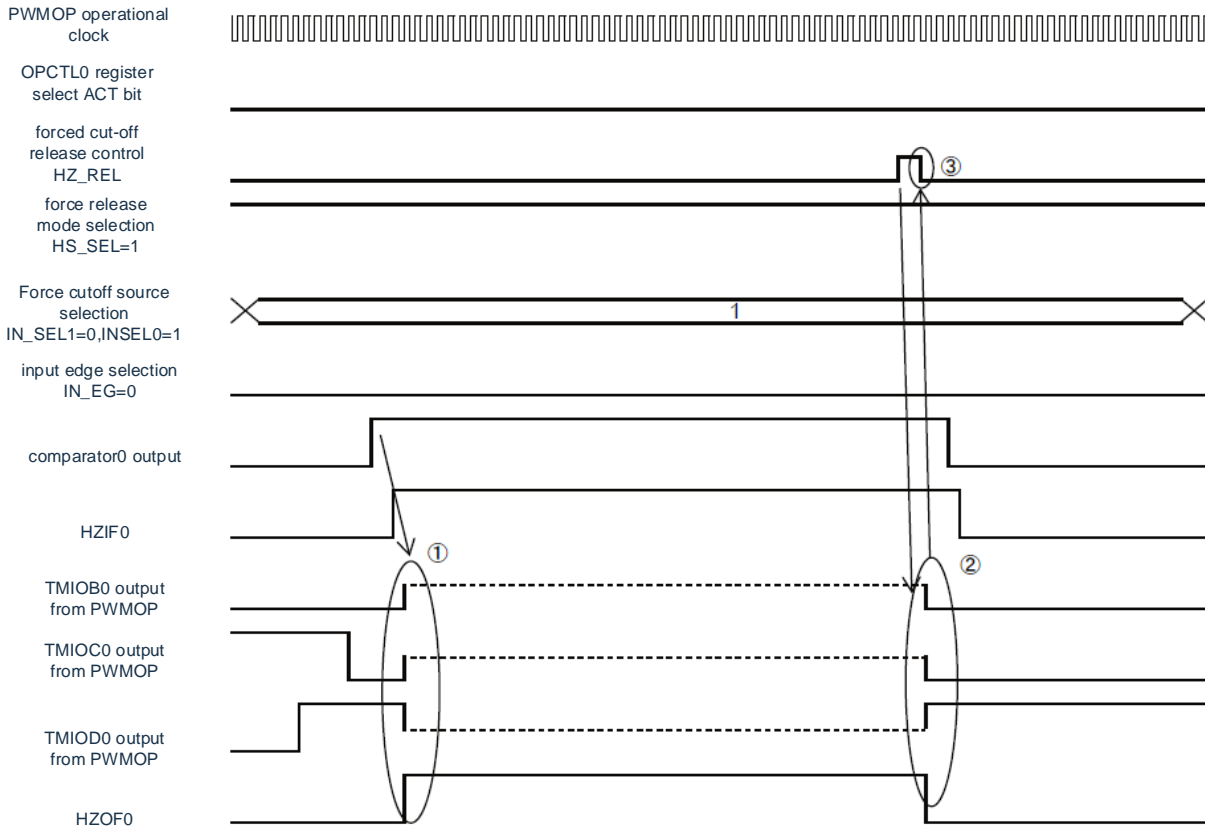 PWMOP operational
clock
OPCTL0 register
select ACT bit
forced cut-off
release control
HZ_REL
③
force release
mode selection
HS_SEL=1
Force cutoff source
selection
IN_SEL1=0,INSEL0=1
1
input edge selection
IN_EG=0
comparator0 output
HZIF0
①
②
TMIOB0 output
from PWMOP
TMIOC0 output
from PWMOP
TMIOD0 output
from PWMOP
HZOF0